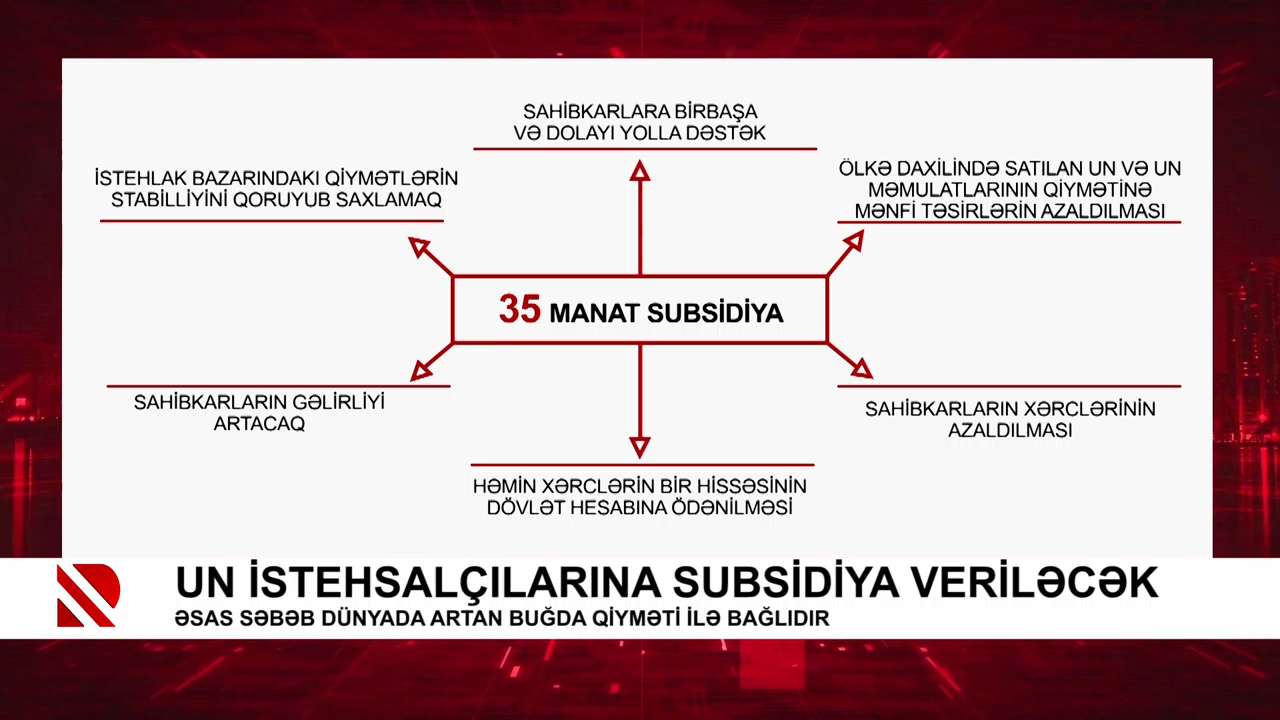 SAHİBKARLARA BİRBAŞA
VƏ DOLAYI YOLLA DƏSTƏK
İSTEHLAK BAZARINDAKI QİYMƏTLƏRİN
STABİLLİYİNİ QORUYUB SAXLAMAQ
ÖLKƏ DAXİLİNDƏ SATILAN UN VƏ UN
MƏMULATLARININ QİYMƏTİNƏ
MƏNFİ TƏSİRLƏRİN AZALDILMASI
35 MANAT SUBSİDİYA
SAHİBKARLARIN GƏLİRLİYİ
ARTACAQ
SAHİBKARLARIN XƏRCLƏRİNİN
AZALDILMASI
HƏMİN XƏRCLƏRİN BİR HİSSƏSİNİN
DÖVLƏT HESABINA ÖDƏNİLMƏSİ
UN İSTEHSALÇILARINA SUBSİDİYA VERİLƏCƏK
ƏSAS SƏBƏB DÜNYADA ARTAN BUĞDA QİYMƏTİ İLƏ BAĞLIDIR